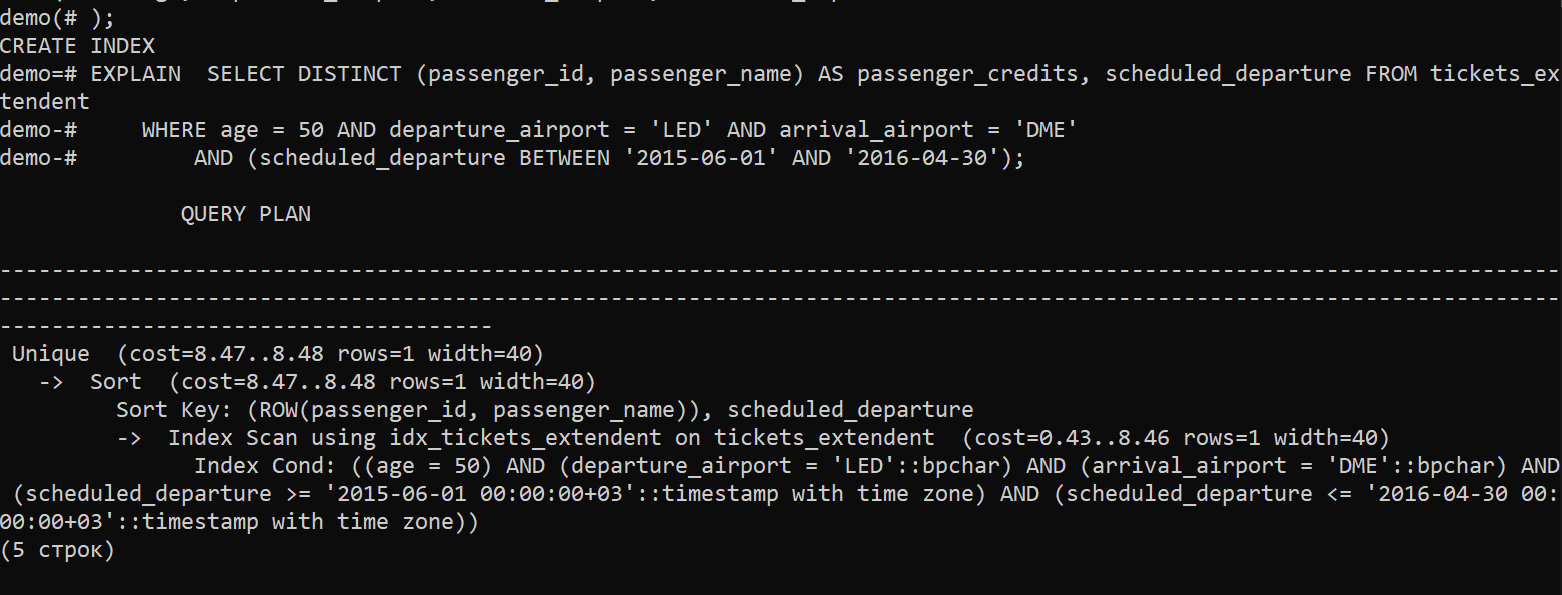 demo(# );
CREATE INDEX
demo=# EXPLAIN  SELECT DISTINCT (passenger_id, passenger_name) AS passenger_credits, scheduled_departure FROM tickets_ex
tendent
demo-#     WHERE age = 50 AND departure_airport = 'LED' AND arrival_airport = 'DME'
demo-#         AND (scheduled_departure BETWEEN '2015-06-01' AND '2016-04-30');
QUERY PLAN
------------------------------------------------------------------------------------------------------------------------
------------------------------------------------------------------------------------------------------------------------
--------------------------------------
 Unique  (cost=8.47..8.48 rows=1 width=40)
   ->  Sort  (cost=8.47..8.48 rows=1 width=40)
         Sort Key: (ROW(passenger_id, passenger_name)), scheduled_departure
         ->  Index Scan using idx_tickets_extendent on tickets_extendent  (cost=0.43..8.46 rows=1 width=40)
               Index Cond: ((age = 50) AND (departure_airport = 'LED'::bpchar) AND (arrival_airport = 'DME'::bpchar) AND
 (scheduled_departure >= '2015-06-01 00:00:00+03'::timestamp with time zone) AND (scheduled_departure <= '2016-04-30 00:
00:00+03'::timestamp with time zone))
(5 строк)